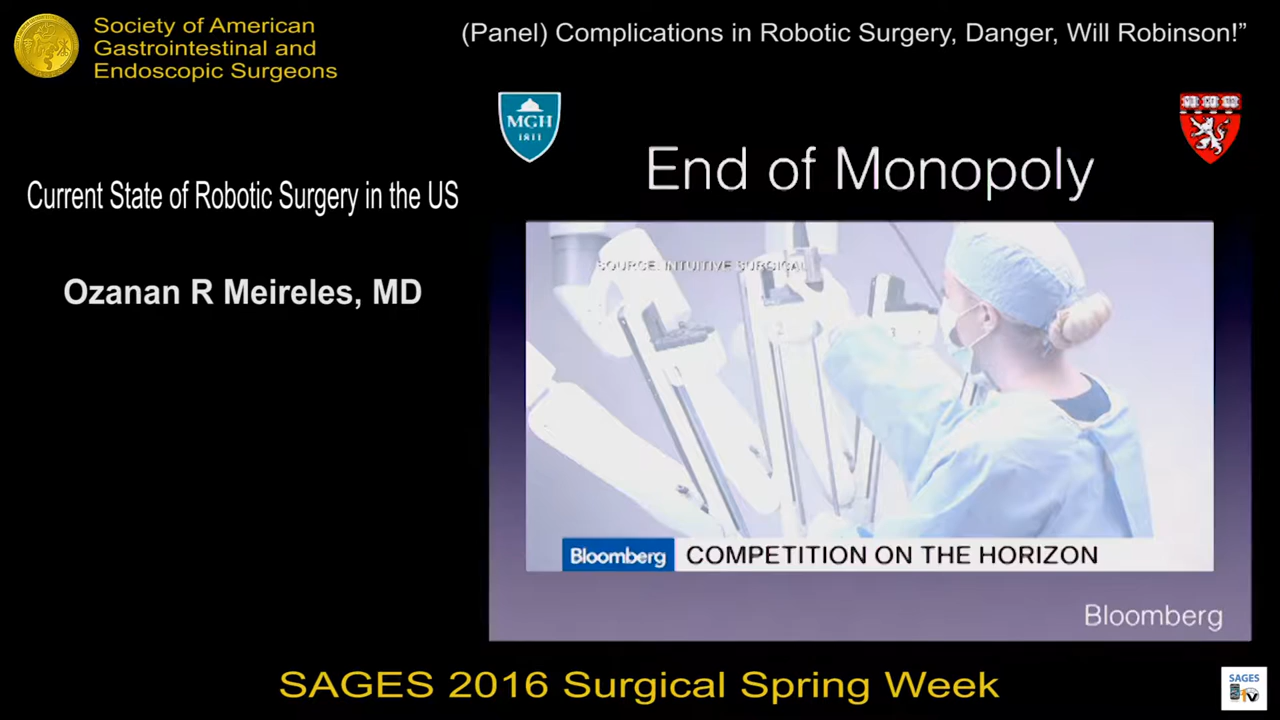 Society of American
Gastrointestinal and
Endoscopic Surgeons
(Panel) Complications in Robotic Surgery, Danger, Will Robinson!”
MGH
1811
End of Monopoly
Current State of Robotic Surgery in the US
Ozanan R Meireles, MD
SOURCE: INTUITIVE SURGICAL
Bloomberg COMPETITION ON THE HORIZON
Bloomberg
SAGES 2016 Surgical Spring Week
SAGES
TV